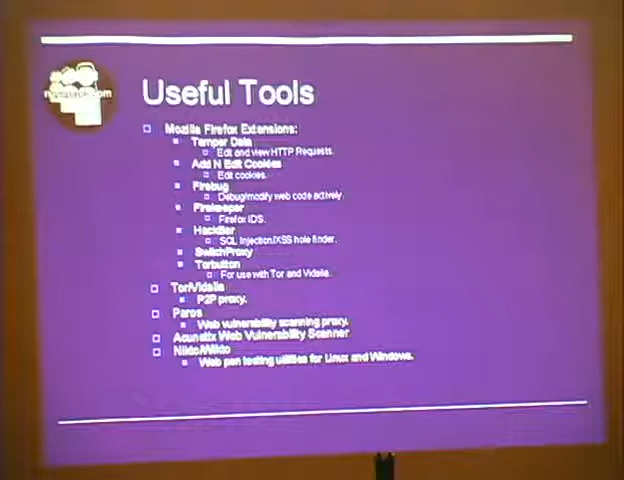 Useful Tools
Mozilla Firefox Extensions:
Tamper Data
Edit and view HTTP Requests.
Add N Edit Cookies
Edit cookies.
Firebug
Debug/modify web code actively.
Firekeeper
Firefox IDS.
HackBar
SQL Injection/XSS hole finder.
SwitchProxy
Torbutton
For use with Tor and Vidalia.
Tor/Vidalia
P2P proxy.
Paros
Web vulnerability scanning proxy.
Acunetix Web Vulnerability Scanner
Nikto/Wikto
Web pen testing utilities for Linux and Windows.